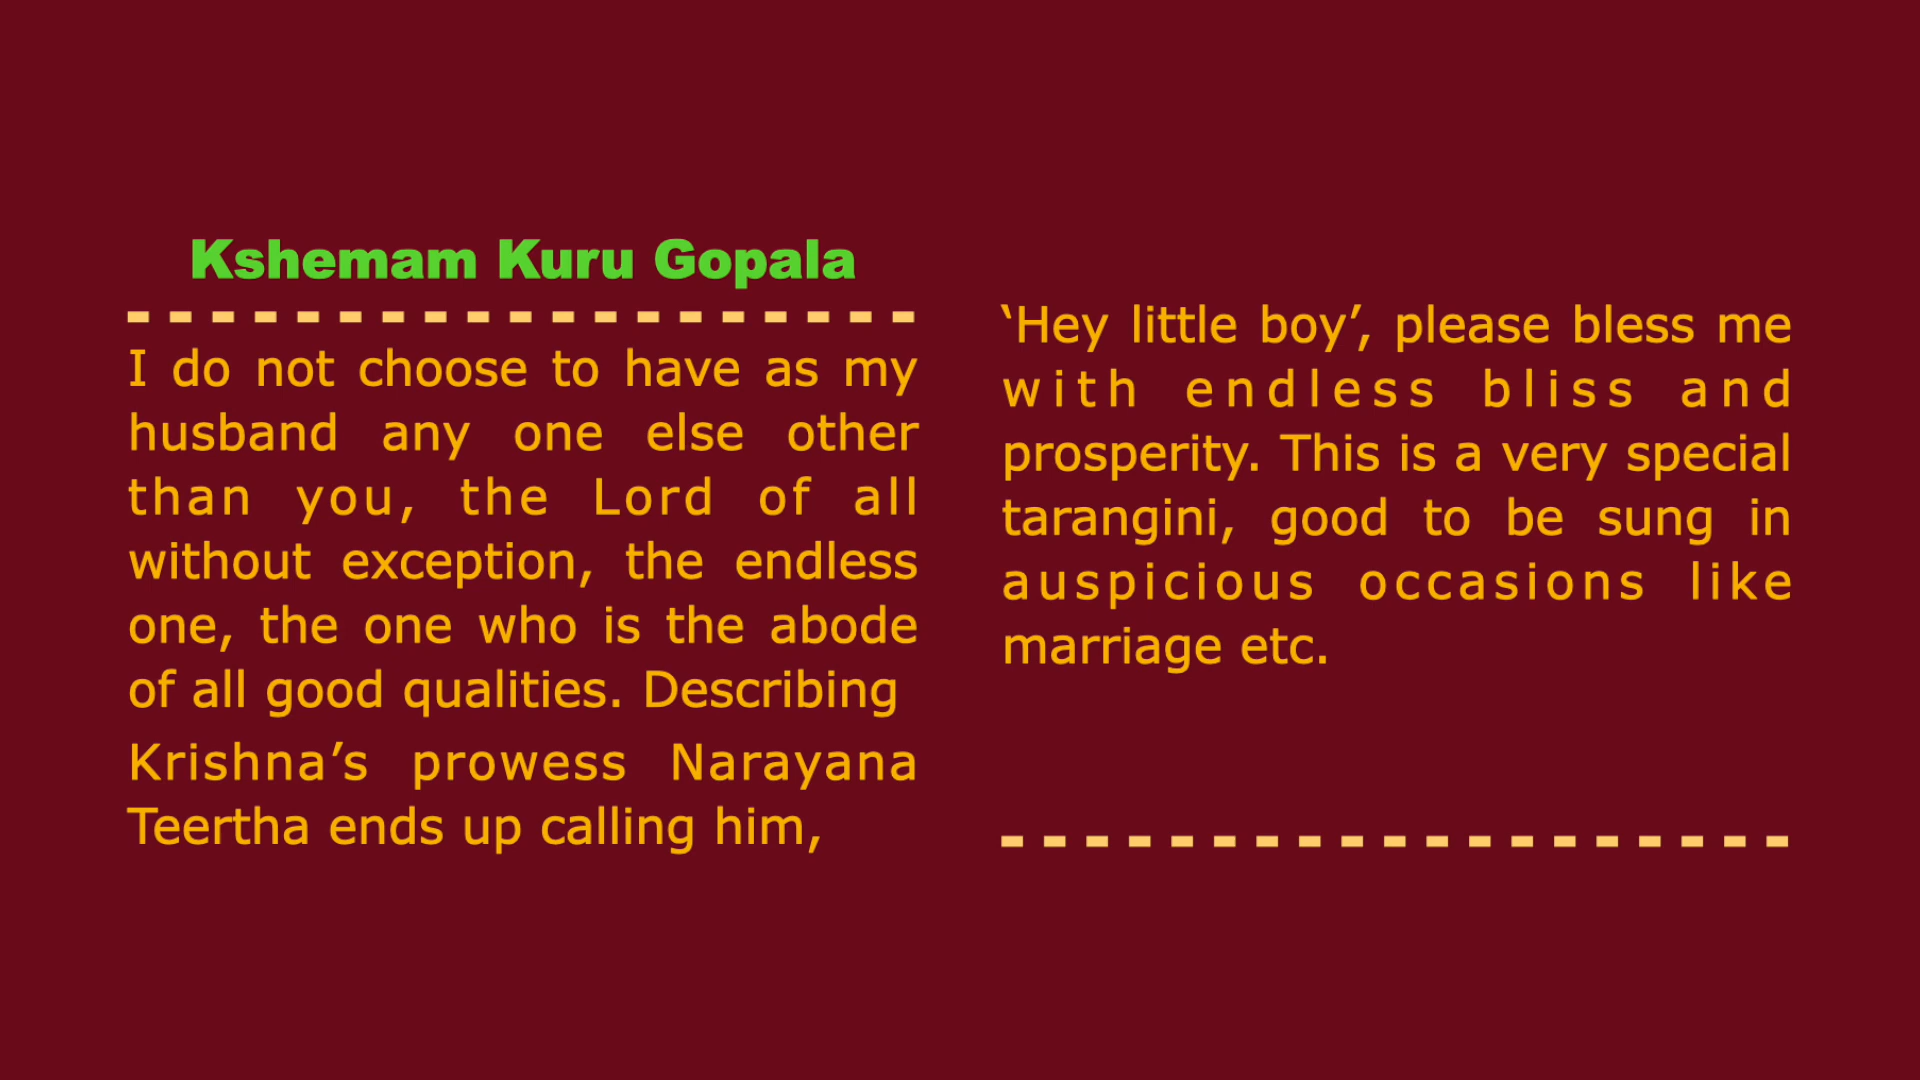 Kshemam Kuru Gopala
I do not choose to have as my
husband any one else other
than you, the Lord of all
without exception, the endless
one, the one who is the abode
of all good qualities. Describing
Krishna’s prowess Narayana
Teertha ends up calling him,
‘Hey little boy’, please bless me
with endless bliss and
prosperity. This is a very special
tarangini, good to be sung in
auspicious occasions like
marriage etc.